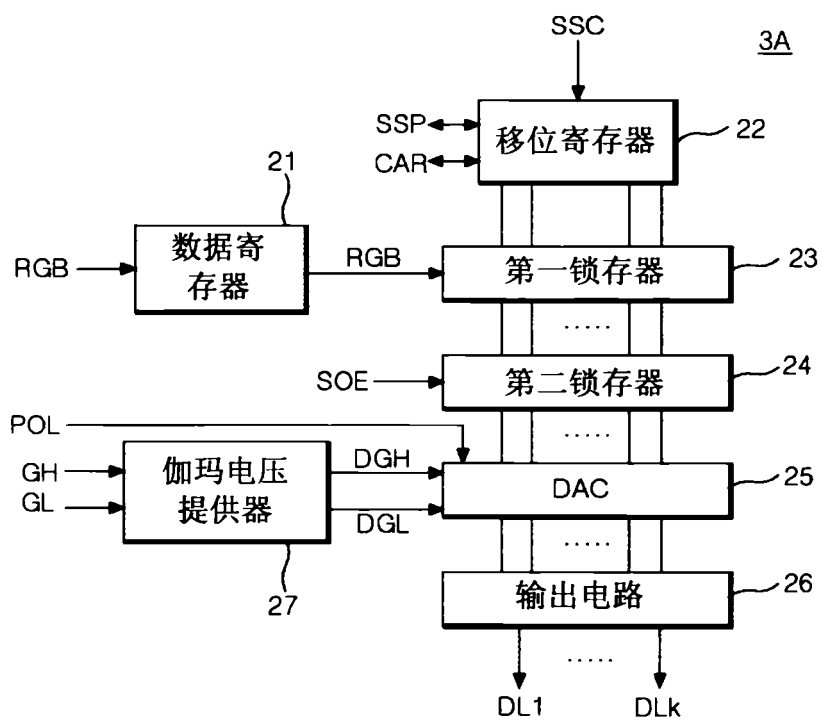 SSC
3A
SSP
CAR
移位寄存器
22
21
RGB
数据寄
存器
RGB
第一锁存器
23
.....
SOE
第二锁存器
24
.....
POL
GH
GL
伽玛电压
提供器
DGH
DGL
DAC
25
.....
27
输出电路
26
.....
DL1
DLk